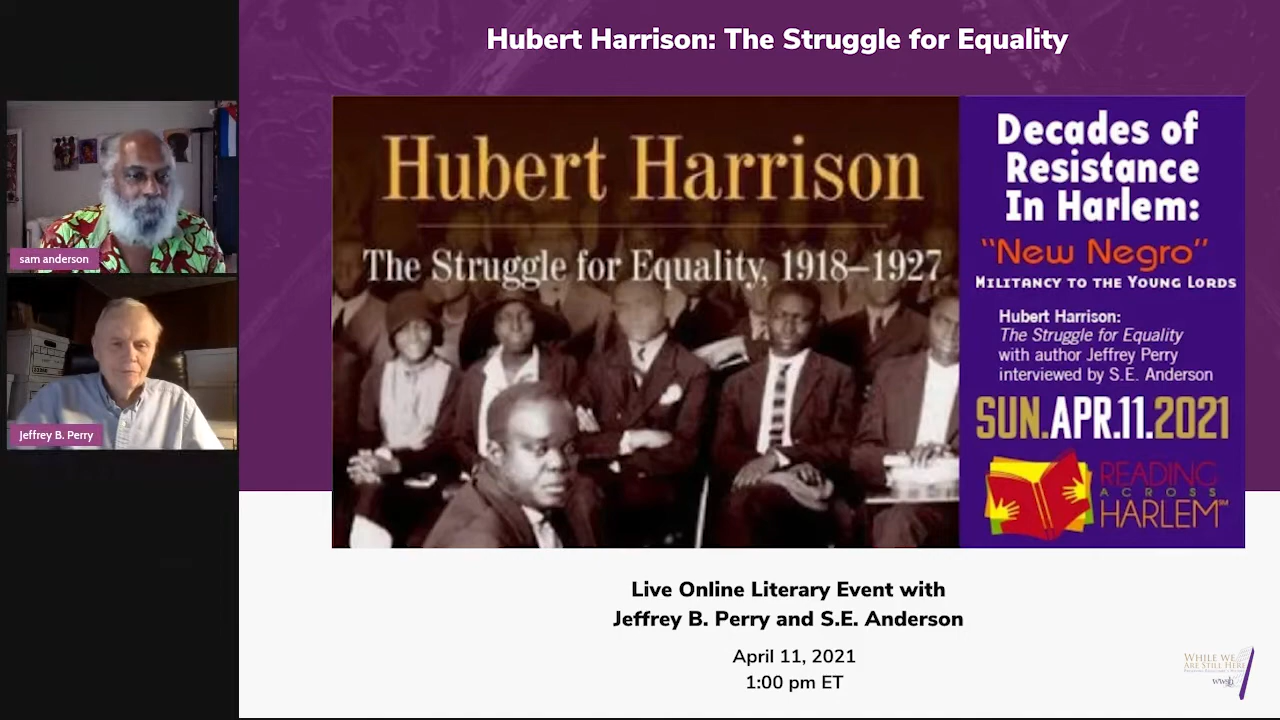 Hubert Harrison: The Struggle for Equality
sam anderson
Jeffrey B. Perry
Hubert Harrison
The Struggle for Equality, 1918–1927
Decades of
Resistance
In Harlem:
"New Negro"
Militancy to the Young Lords
Hubert Harrison:
The Struggle for Equality
with author Jeffrey Perry
interviewed by S.E. Anderson
SUN.APR.11.2021
READING
ACROSS
HARLEM℠
Live Online Literary Event with
Jeffrey B. Perry and S.E. Anderson
April 11, 2021
1:00 pm ET
WHILE WE
ARE STILL HERE